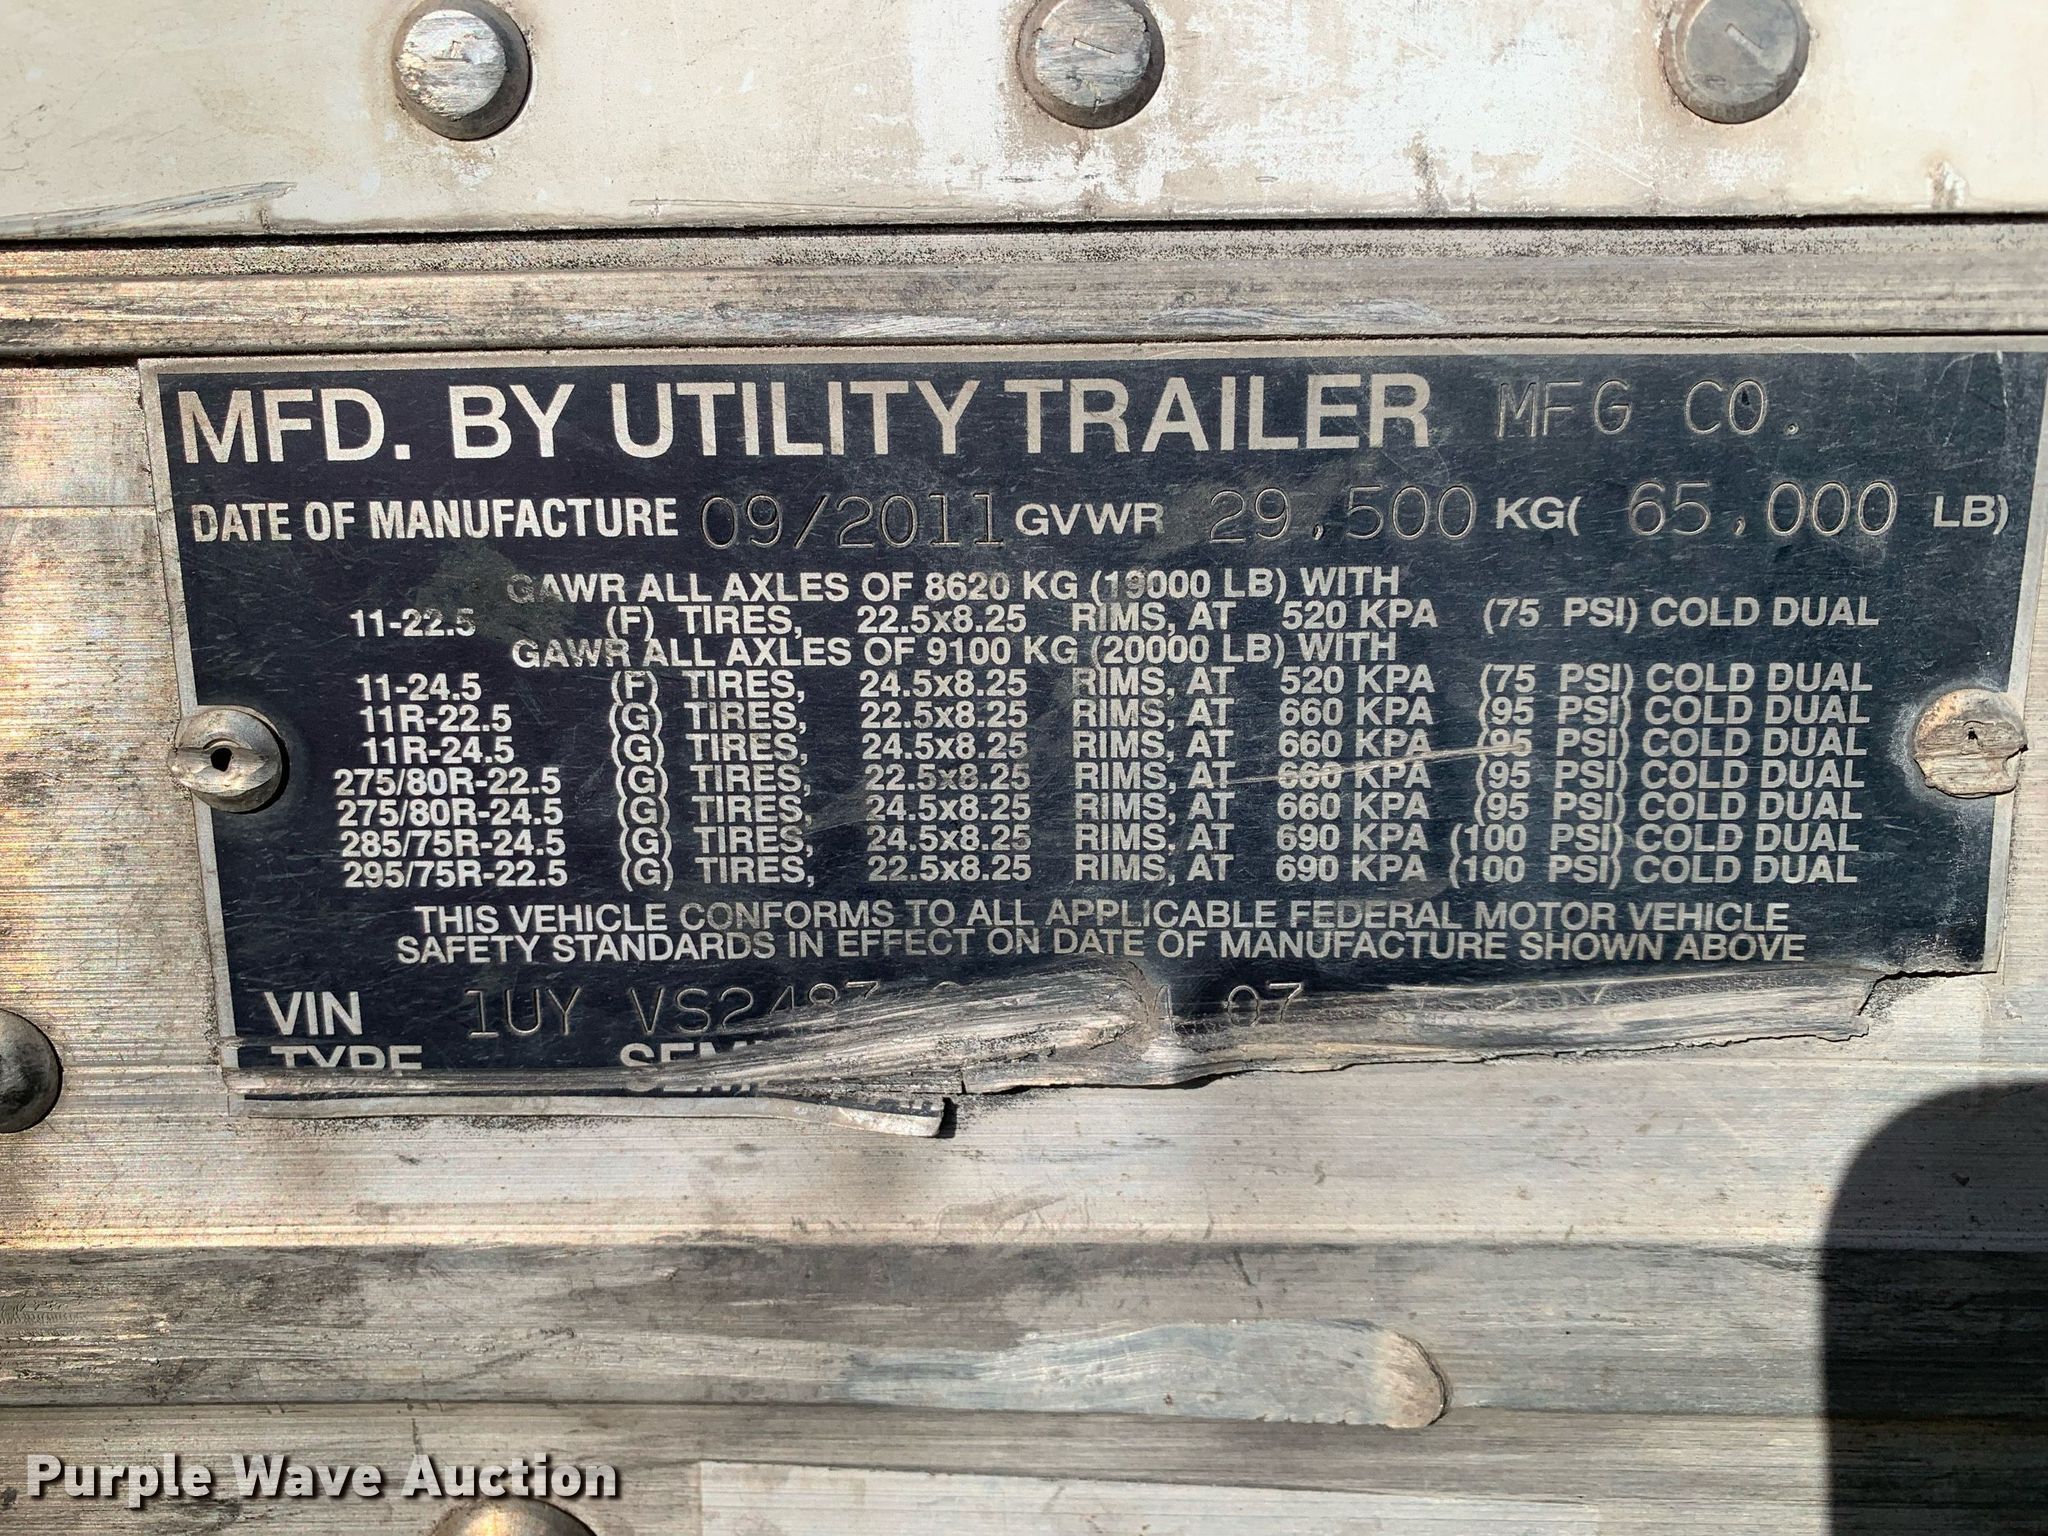 MFD. BY UTILITY TRAILER MFG CO.
DATE OF MANUFACTURE 09/2011 GVWR 29,500 KG( 65,000 LB)
GAWR ALL AXLES OF 8620 KG (19000 LB) WITH
11-22.5 (F) TIRES, 22.5x8.25 RIMS, AT 520 KPA (75 PSI) COLD DUAL
GAWR ALL AXLES OF 9100 KG (20000 LB) WITH
11-24.5 (F) TIRES, 24.5x8.25 RIMS, AT 520 KPA (75 PSI) COLD DUAL
11R-22.5 (G) TIRES, 22.5x8.25 RIMS, AT 660 KPA (95 PSI) COLD DUAL
11R-24.5 (G) TIRES, 24.5x8.25 RIMS, AT 660 KPA (95 PSI) COLD DUAL
275/80R-22.5 (G) TIRES, 22.5x8.25 RIMS, AT 660 KPA (95 PSI) COLD DUAL
275/80R-24.5 (G) TIRES, 24.5x8.25 RIMS, AT 660 KPA (95 PSI) COLD DUAL
285/75R-24.5 (G) TIRES, 24.5x8.25 RIMS, AT 690 KPA (100 PSI) COLD DUAL
295/75R-22.5 (G) TIRES, 22.5x8.25 RIMS, AT 690 KPA (100 PSI) COLD DUAL
THIS VEHICLE CONFORMS TO ALL APPLICABLE FEDERAL MOTOR VEHICLE
SAFETY STANDARDS IN EFFECT ON DATE OF MANUFACTURE SHOWN ABOVE
VIN 1UY
TYPE
Purple Wave Auction